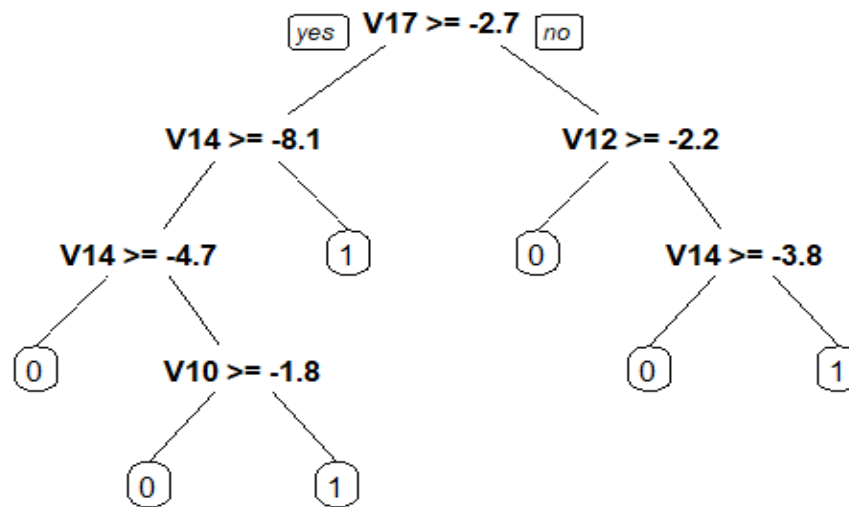 yes V17 >= -2.7 no
V14 >= -8.1 V12 >= -2.2
V14 >= -4.7 1 0 V14 >= -3.8
0 V10 >= -1.8 0 1
0 1